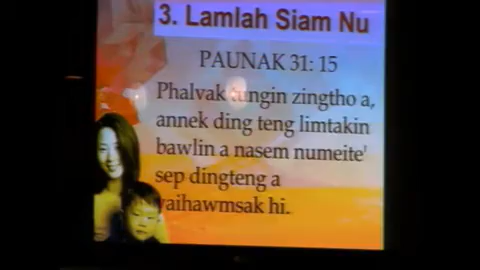 3. Lamlah Siam Nu
PAUNAK 31: 15
Phalvak tungin zingtho a,
annek ding teng limtakin
bawlin a nasem numeite'
sep dingteng a
vaihawmsak hi.